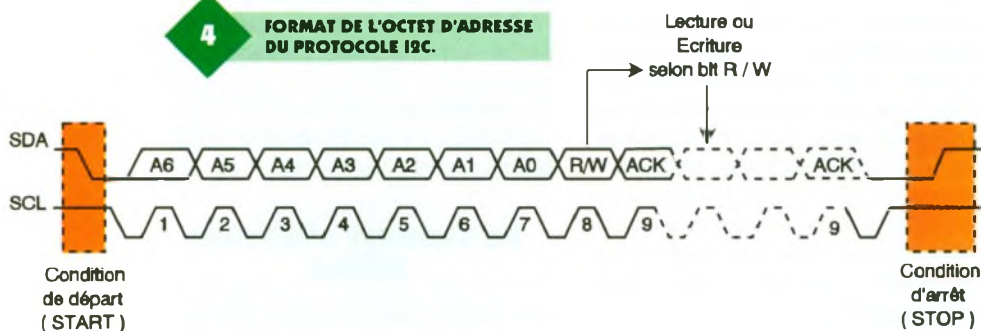 4
FORMAT DE L'OCTET D'ADRESSE
DU PROTOCOLE I2C.
Lecture ou
Ecriture
selon bit R / W
SDA
A6 A5 A4 A3 A2 A1 A0 R/W ACK ACK
SCL
1 2 3 4 5 6 7 8 9 9
Condition
de départ
( START )
Condition
d'arrêt
( STOP )